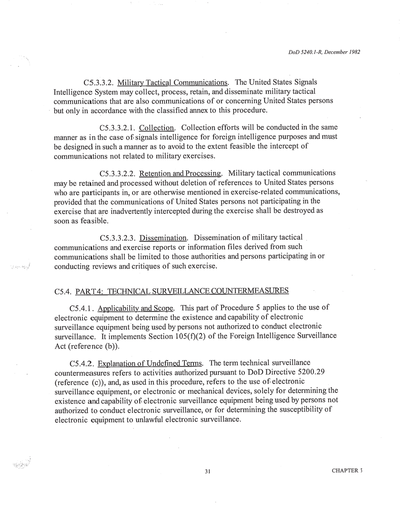 DoD 5240.1-R, December 1982
C5.3.3.2. Military Tactical Communications. The United States Signals
Intelligence System may collect, process, retain, and disseminate military tactical
communications that are also communications of or concerning United States persons
but only in accordance with the classified annex to this procedure.
C5.3.3.2.1. Collection. Collection efforts will be conducted in the same
manner as in the case of signals intelligence for foreign intelligence purposes and must
be designed in such a manner as to avoid to the extent feasible the intercept of
communications not related to military exercises.
C5.3.3.2.2. Retention and Processing. Military tactical communications
may be retained and processed without deletion of references to United States persons
who are participants in, or are otherwise mentioned in exercise-related communications,
provided that the communications of United States persons not participating in the
exercise that are inadvertently intercepted during the exercise shall be destroyed as
soon as feasible.
C5.3.3.2.3. Dissemination. Dissemination of military tactical
communications and exercise reports or information files derived from such
communications shall be limited to those authorities and persons participating in or
conducting reviews and critiques of such exercise.
C5.4. PART 4: TECHNICAL SURVEILLANCE COUNTERMEASURES
C5.4.1. Applicability and Scope. This part of Procedure 5 applies to the use of
electronic equipment to determine the existence and capability of electronic
surveillance equipment being used by persons not authorized to conduct electronic
surveillance. It implements Section 105(f)(2) of the Foreign Intelligence Surveillance
Act (reference (b)).
C5.4.2. Explanation of Undefined Terms. The term technical surveillance
countermeasures refers to activities authorized pursuant to DoD Directive 5200.29
(reference (c)), and, as used in this procedure, refers to the use of electronic
surveillance equipment, or electronic or mechanical devices, solely for determining the
existence and capability of electronic surveillance equipment being used by persons not
authorized to conduct electronic surveillance, or for determining the susceptibility of
electronic equipment to unlawful electronic surveillance.
31
CHAPTER 1